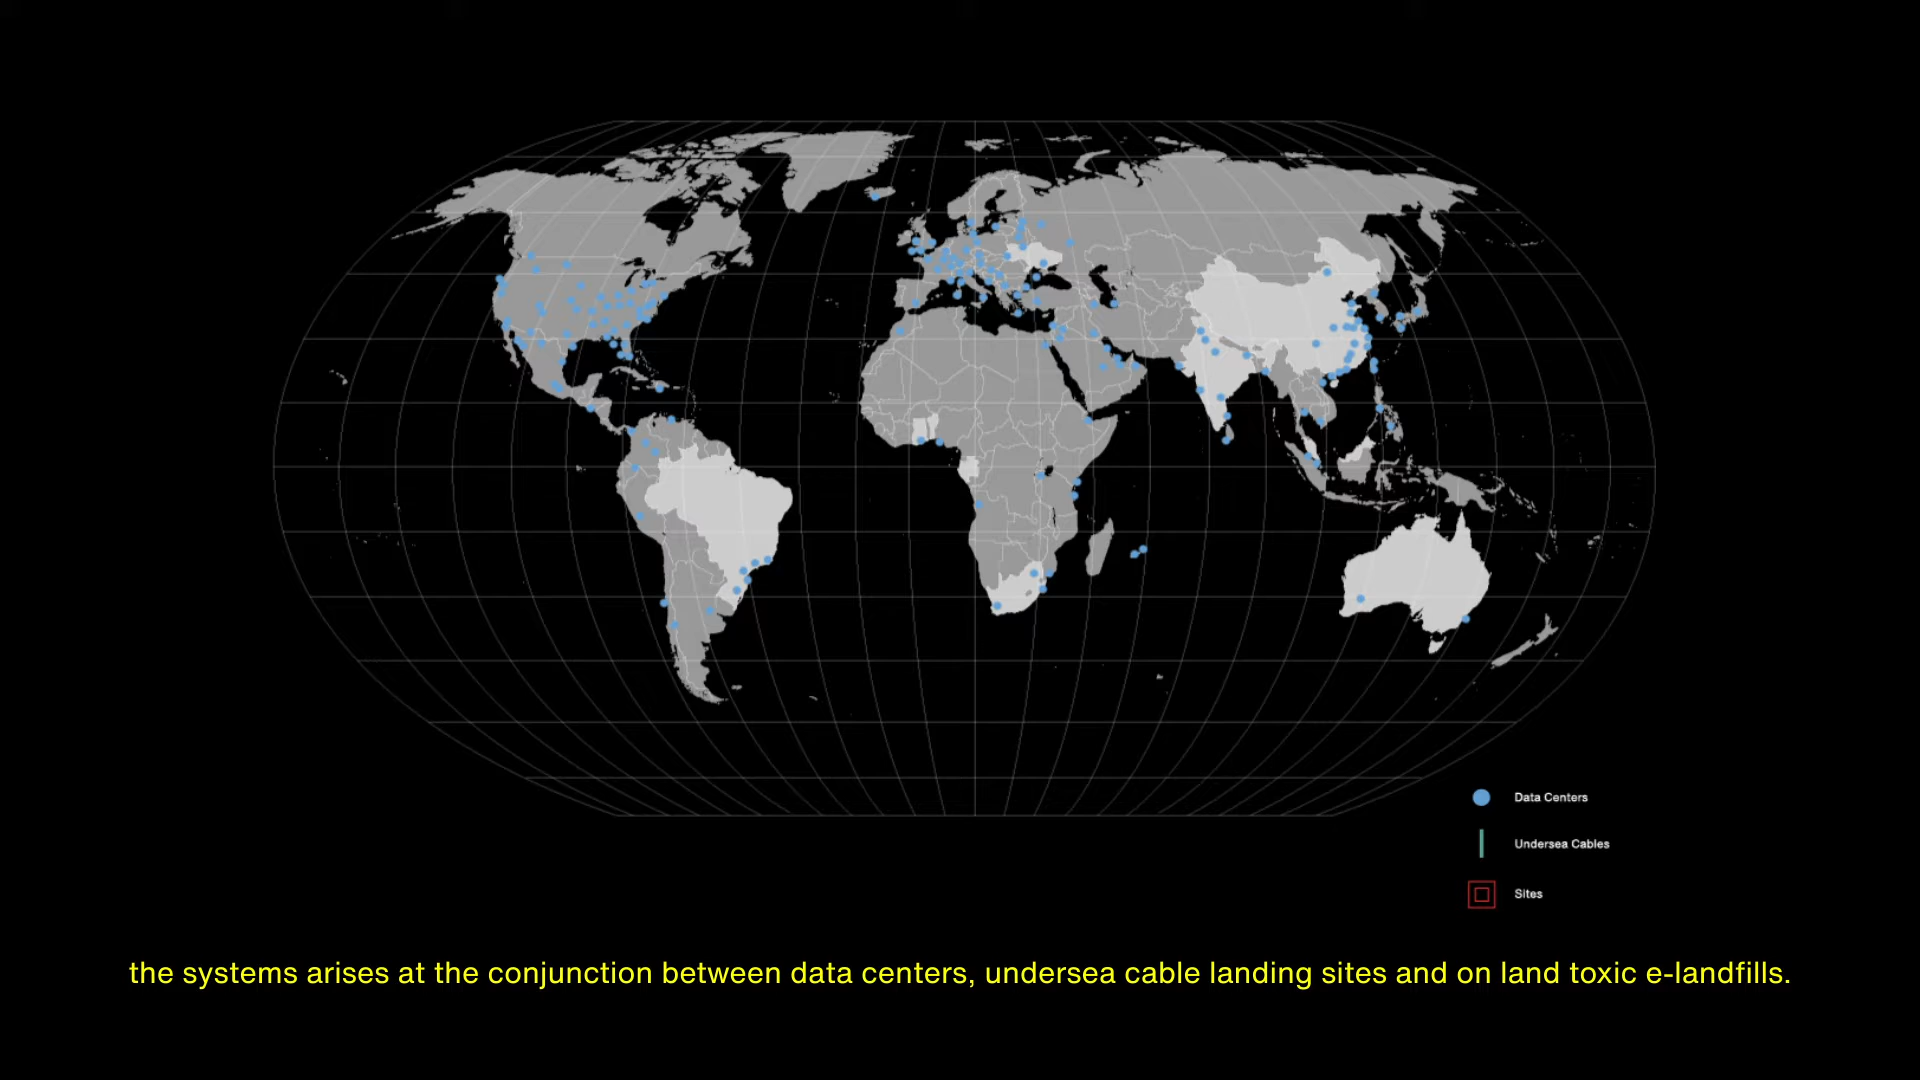 Data Centers
Undersea Cables
Sites
the systems arises at the conjunction between data centers, undersea cable landing sites and on land toxic e-landfills.